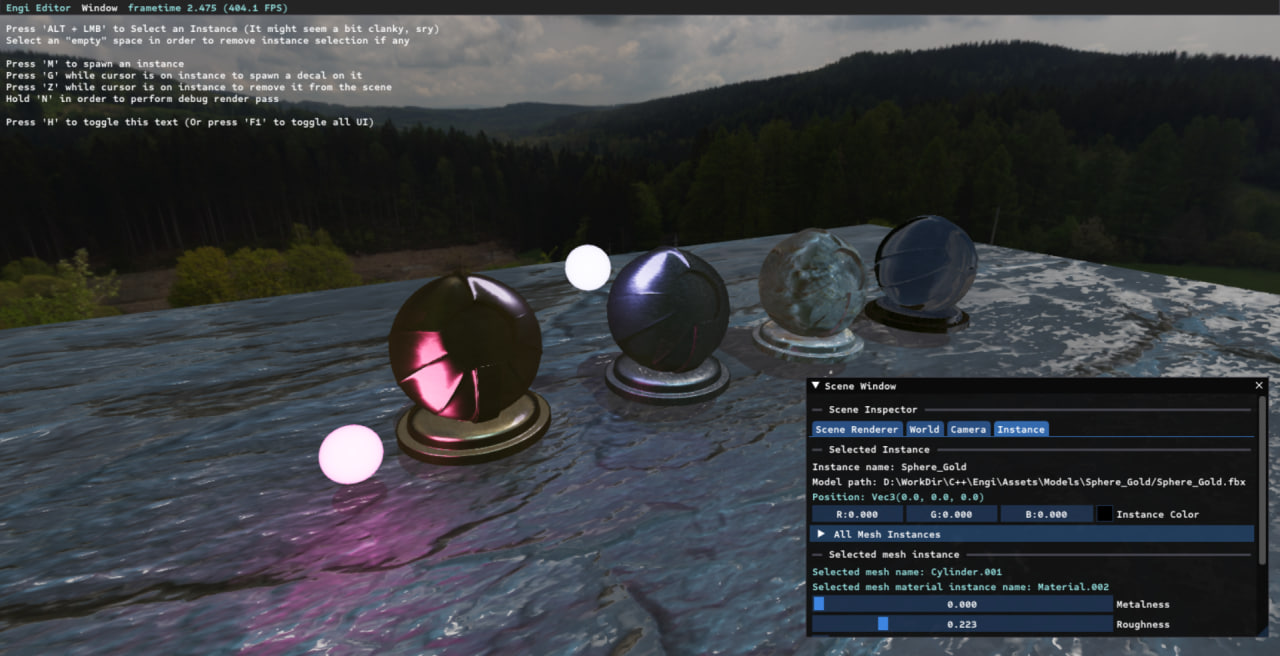 Engi Editor Window frametime 2.475 (404.1 FPS)
Press 'ALT + LMB' to Select an Instance (It might seem a bit clanky, sry)
Select an "empty" space in order to remove instance selection if any
Press 'M' to spawn an instance
Press 'G' while cursor is on instance to spawn a decal on it
Press 'Z' while cursor is on instance to remove it from the scene
Hold 'N' in order to perform debug render pass
Press 'H' to toggle this text (Or press 'F1' to toggle all UI)
Scene Window
Scene Inspector
Scene Renderer World Camera Instance
Selected Instance
Instance name: Sphere_Gold
Model path: D:\WorkDir\C++\Engi\Assets\Models\Sphere_Gold/Sphere_Gold.fbx
Position: Vec3(0.0, 0.0, 0.0)
R:0.000 G:0.000 B:0.000 Instance Color
All Mesh Instances
Selected mesh instance
Selected mesh name: Cylinder.001
Selected mesh material instance name: Material.002
0.000 Metalness
0.223 Roughness